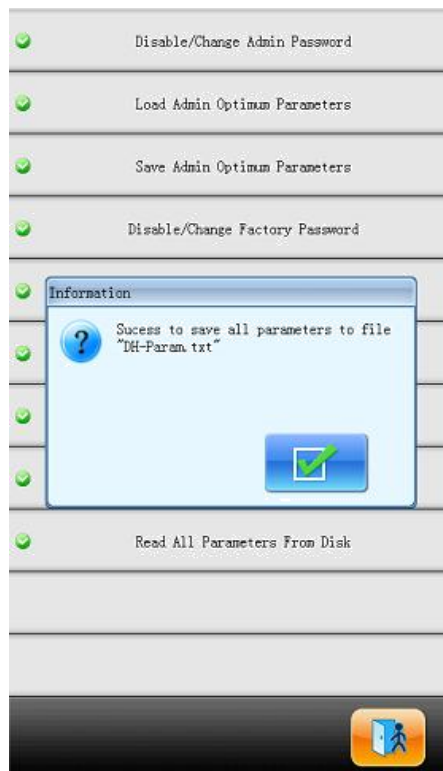 Disable/Change Admin Password
Load Admin Optimum Parameters
Save Admin Optimum Parameters
Disable/Change Factory Password
Information
Sucess to save all parameters to file
"DH-Param.txt"
Read All Parameters From Disk